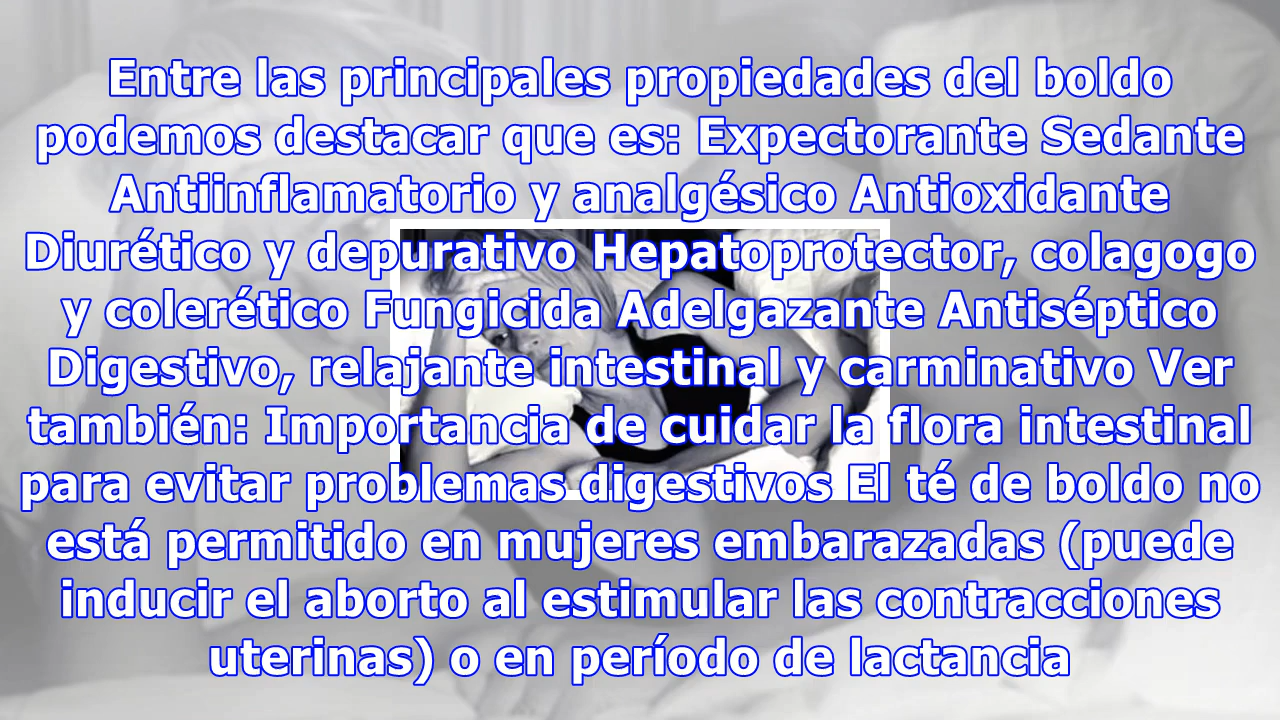 Entre las principales propiedades del boldo
podemos destacar que es: Expectorante Sedante
Antiinflamatorio y analgésico Antioxidante
Diurético y depurativo Hepatoprotector, colagogo
y colerético Fungicida Adelgazante Antiséptico
Digestivo, relajante intestinal y carminativo Ver
también: Importancia de cuidar la flora intestinal
para evitar problemas digestivos El té de boldo no
está permitido en mujeres embarazadas (puede
inducir el aborto al estimular las contracciones
uterinas) o en período de lactancia